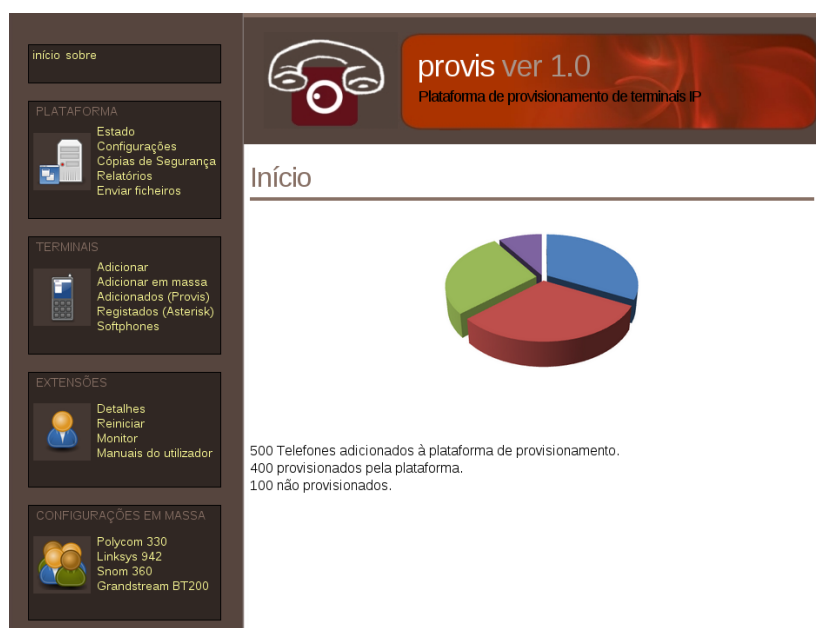 início sobre
PLATAFORMA
Estado
Configurações
Cópias de Segurança
Relatórios
Enviar ficheiros
TERMINAIS
Adicionar
Adicionar em massa
Adicionados (Provis)
Registados (Asterisk)
Softphones
EXTENSÕES
Detalhes
Reiniciar
Monitor
Manuais do utilizador
CONFIGURAÇÕES EM MASSA
Polycom 330
Linksys 942
Snom 360
Grandstream BT200
provis ver 1.0
Plataforma de provisionamento de terminais IP
Início
500 Telefones adicionados à plataforma de provisionamento.
400 provisionados pela plataforma.
100 não provisionados.